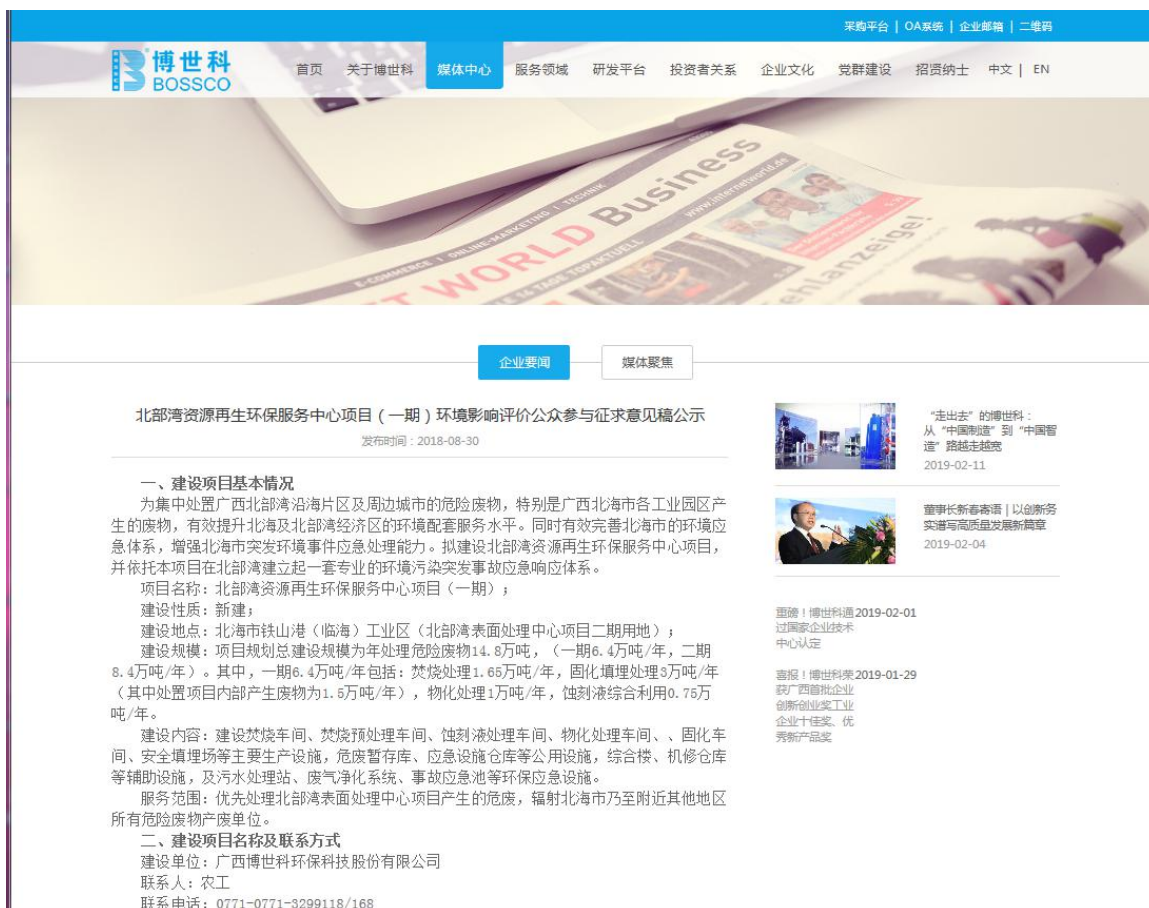 采购平台 | OA系统 | 企业邮箱 | 二维码
博世科
BOSSCO
首页 关于博世科 媒体中心 服务领域 研发平台 投资者关系 企业文化 党群建设 招贤纳士 中文 | EN
NEWS
E-COMMERCE | ONLINE-MARKETING | TECHNIK
www.internetworld.de
ET WORLD Business
LE 14 TAGE TOPAKTUELL
ehlanzeige!
企业要闻
媒体聚焦
北部湾资源再生环保服务中心项目（一期）环境影响评价公众参与征求意见稿公示
发布时间：2018-08-30
一、建设项目基本情况
为集中处置广西北部湾沿海片区及周边城市的危险废物，特别是广西北海市各工业园区产
生的废物，有效提升北海及北部湾经济区的环境配套服务水平。同时有效完善北海市的环境应
急体系，增强北海市突发环境事件应急处理能力。拟建设北部湾资源再生环保服务中心项目，
并依托本项目在北部湾建立起一套专业的环境污染突发事故应急响应体系。
项目名称：北部湾资源再生环保服务中心项目（一期）；
建设性质：新建；
建设地点：北海市铁山港（临海）工业区（北部湾表面处理中心项目二期用地）；
建设规模：项目规划总建设规模为年处理危险废物14.8万吨，（一期6.4万吨/年，二期
8.4万吨/年）。其中，一期6.4万吨/年包括：焚烧处理1.65万吨/年，固化填埋处理3万吨/年
（其中处置项目内部产生废物为1.5万吨/年），物化处理1万吨/年，蚀刻液综合利用0.75万
吨/年。
建设内容：建设焚烧车间、焚烧预处理车间、蚀刻液处理车间、物化处理车间、、固化车
间、安全填埋场等主要生产设施，危废暂存库、应急设施仓库等公用设施，综合楼、机修仓库
等辅助设施，及污水处理站、废气净化系统、事故应急池等环保应急设施。
服务范围：优先处理北部湾表面处理中心项目产生的危废，辐射北海市乃至附近其他地区
所有危险废物产废单位。
二、建设项目名称及联系方式
建设单位：广西博世科环保科技股份有限公司
联系人：农工
联系电话：0771-0771-3299118/168
“走出去”的博世科：
从“中国制造”到“中国智
造”路越走越宽
2019-02-11
董事长新春寄语 | 以创新务
实谱写高质量发展新篇章
2019-02-04
重磅！博世科通2019-02-01
过国家企业技术
中心认定
喜报！博世科荣2019-01-29
获广西首批企业
创新创业奖工业
企业十佳奖、优
秀新产品奖